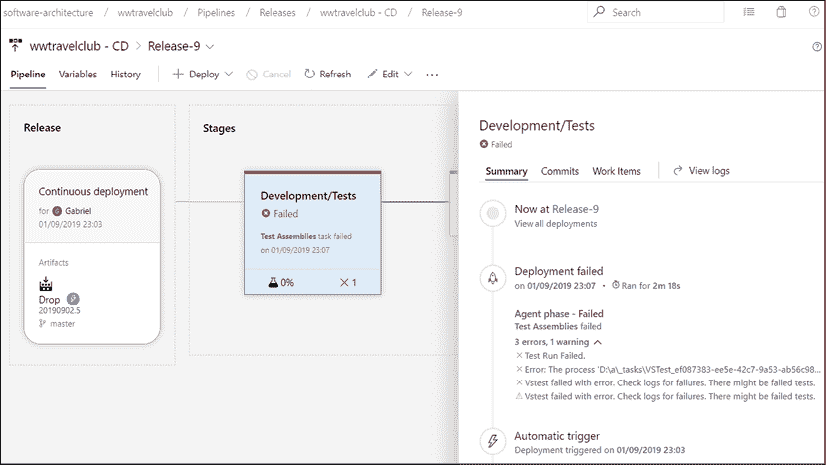 software-architecture / wwtravelclub / Pipelines / Releases / wwtravelclub - CD / Release-9
Search
wwtravelclub - CD > Release-9
Pipeline Variables History + Deploy Cancel Refresh Edit ...
Release
Stages
Continuous deployment
for G Gabriel
01/09/2019 23:03
Artifacts
Drop
20190902.5
master
Development/Tests
Failed
Test Assemblies task failed
on 01/09/2019 23:07
0% 1
Development/Tests
Failed
Summary Commits Work Items View logs
Now at Release-9
View all deployments
Deployment failed
on 01/09/2019 23:07 • Ran for 2m 18s
Agent phase - Failed
Test Assemblies failed
3 errors, 1 warning
Test Run Failed.
Error: The process 'D:\a\_tasks\VSTest_ef087383-ee5e-42c7-9a53-ab56c98...
Vstest failed with error. Check logs for failures. There might be failed tests.
Vstest failed with error. Check logs for failures. There might be failed tests.
Automatic trigger
Deployment triggered on 01/09/2019 23:03